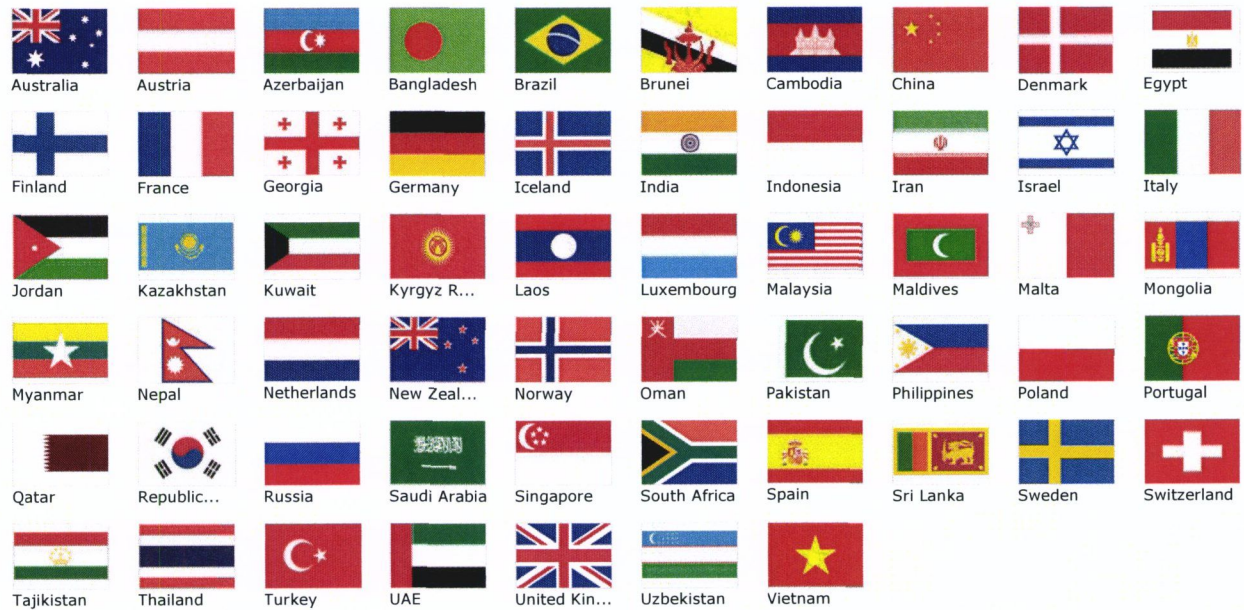 Australia Austria Azerbaijan Bangladesh Brazil Brunei Cambodia China Denmark Egypt
Finland France Georgia Germany Iceland India Indonesia Iran Israel Italy
Jordan Kazakhstan Kuwait Kyrgyz R... Laos Luxembourg Malaysia Maldives Malta Mongolia
Myanmar Nepal Netherlands New Zeal... Norway Oman Pakistan Philippines Poland Portugal
Qatar Republic... Russia Saudi Arabia Singapore South Africa Spain Sri Lanka Sweden Switzerland
Tajikistan Thailand Turkey UAE United Kin... Uzbekistan Vietnam